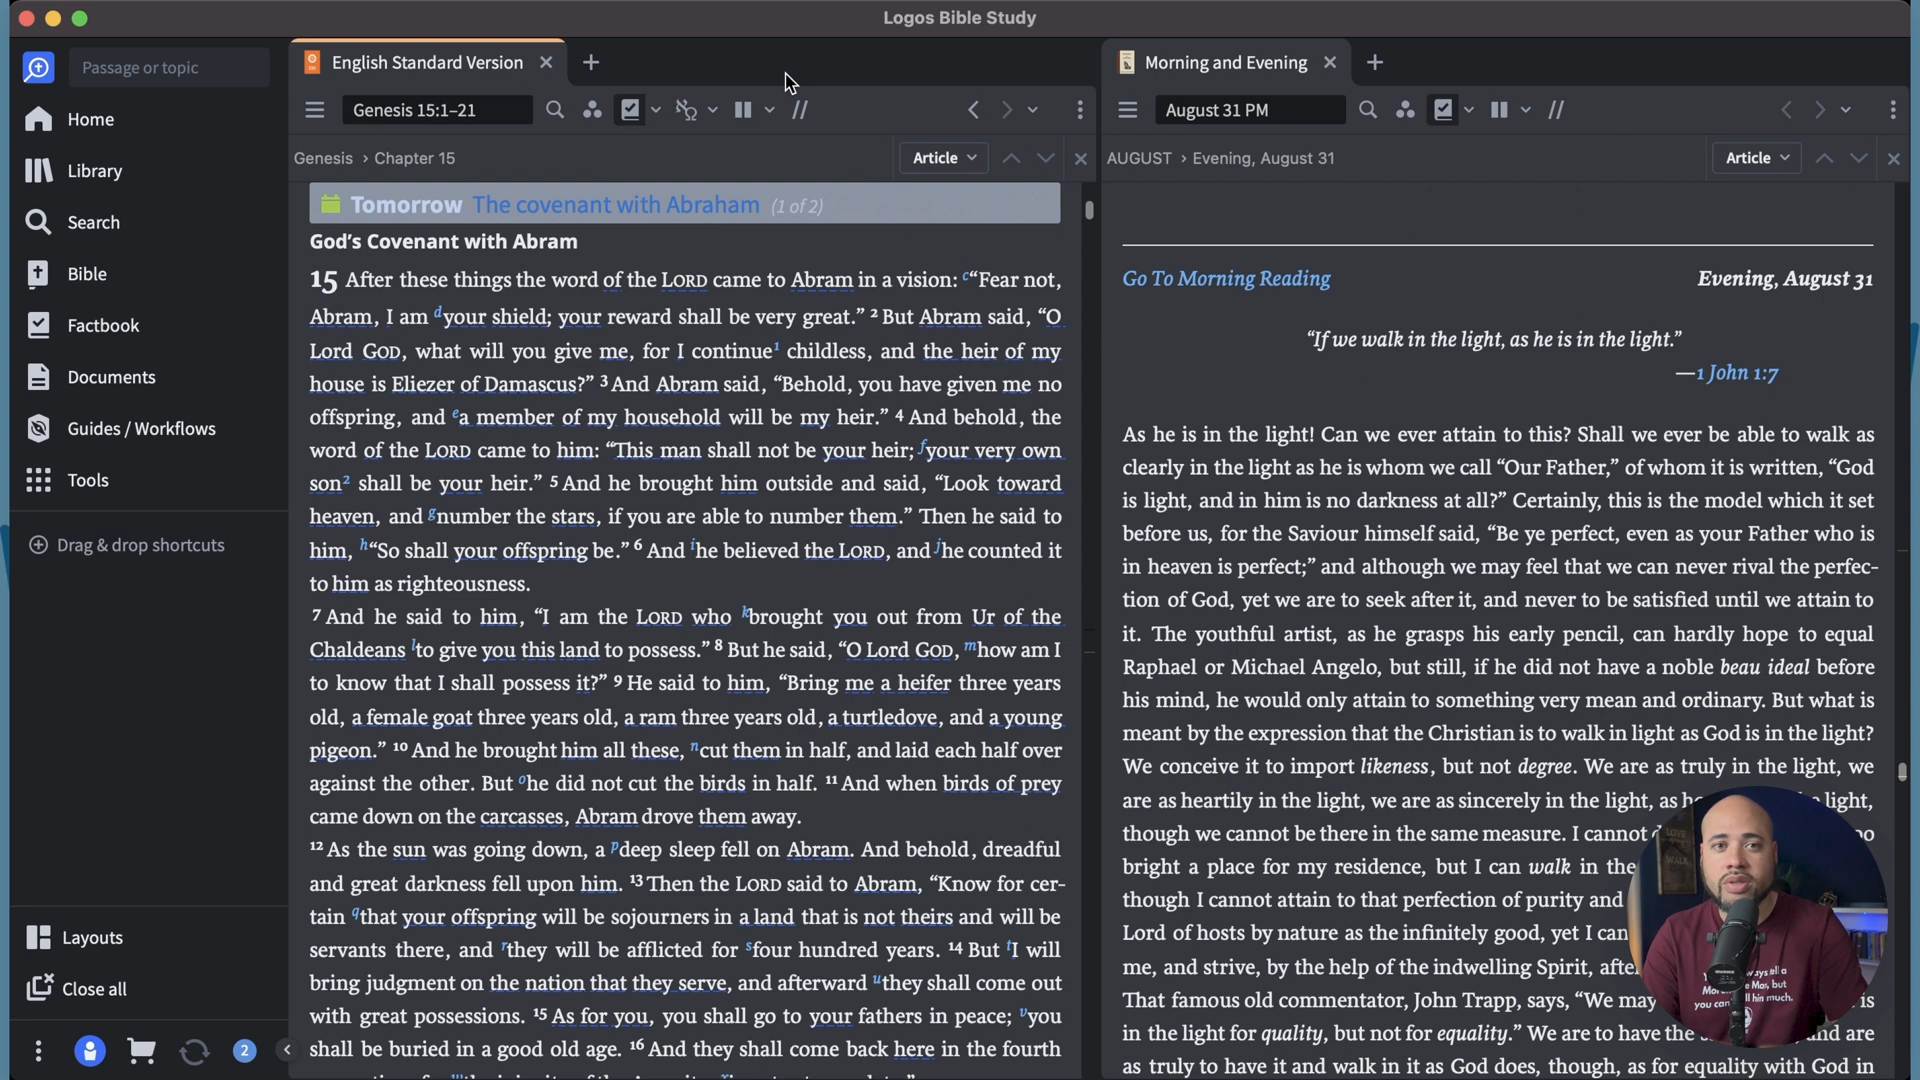 Logos Bible Study
Passage or topic
Home
Library
Search
Bible
Factbook
Documents
Guides / Workflows
Tools
Drag & drop shortcuts
Layouts
Close all
2
English Standard Version
Genesis 15:1–21
Genesis › Chapter 15
Article
Tomorrow The covenant with Abraham (1 of 2)
God’s Covenant with Abram
15 After these things the word of the LORD came to Abram in a vision: c“Fear not,
Abram, I am dyour shield; your reward shall be very great.” 2 But Abram said, “O
Lord GOD, what will you give me, for I continue1 childless, and the heir of my
house is Eliezer of Damascus?” 3 And Abram said, “Behold, you have given me no
offspring, and ea member of my household will be my heir.” 4 And behold, the
word of the LORD came to him: “This man shall not be your heir; fyour very own
son2 shall be your heir.” 5 And he brought him outside and said, “Look toward
heaven, and gnumber the stars, if you are able to number them.” Then he said to
him, h“So shall your offspring be.” 6 And ihe believed the LORD, and jhe counted it
to him as righteousness.
7 And he said to him, “I am the LORD who kbrought you out from Ur of the
Chaldeans lto give you this land to possess.” 8 But he said, “O Lord GOD, mhow am I
to know that I shall possess it?” 9 He said to him, “Bring me a heifer three years
old, a female goat three years old, a ram three years old, a turtledove, and a young
pigeon.” 10 And he brought him all these, ncut them in half, and laid each half over
against the other. But ohe did not cut the birds in half. 11 And when birds of prey
came down on the carcasses, Abram drove them away.
12 As the sun was going down, a pdeep sleep fell on Abram. And behold, dreadful
and great darkness fell upon him. 13 Then the LORD said to Abram, “Know for cer-
tain qthat your offspring will be sojourners in a land that is not theirs and will be
servants there, and rthey will be afflicted for sfour hundred years. 14 But tI will
bring judgment on the nation that they serve, and afterward uthey shall come out
with great possessions. 15 As for you, you shall go to your fathers in peace; vyou
shall be buried in a good old age. 16 And they shall come back here in the fourth
Morning and Evening
August 31 PM
AUGUST › Evening, August 31
Article
Go To Morning Reading Evening, August 31
“If we walk in the light, as he is in the light.”
—1 John 1:7
As he is in the light! Can we ever attain to this? Shall we ever be able to walk as
clearly in the light as he is whom we call “Our Father,” of whom it is written, “God
is light, and in him is no darkness at all?” Certainly, this is the model which it set
before us, for the Saviour himself said, “Be ye perfect, even as your Father who is
in heaven is perfect;” and although we may feel that we can never rival the perfec-
tion of God, yet we are to seek after it, and never to be satisfied until we attain to
it. The youthful artist, as he grasps his early pencil, can hardly hope to equal
Raphael or Michael Angelo, but still, if he did not have a noble beau ideal before
his mind, he would only attain to something very mean and ordinary. But what is
meant by the expression that the Christian is to walk in light as God is in the light?
We conceive it to import likeness, but not degree. We are as truly in the light, we
are as heartily in the light, we are as sincerely in the light, as light,
though we cannot be there in the same measure. I cannot
bright a place for my residence, but I can walk in the
though I cannot attain to that perfection of purity and
Lord of hosts by nature as the infinitely good, yet I can
me, and strive, by the help of the indwelling Spirit,
That famous old commentator, John Trapp, says, “We may is
in the light for quality, but not for equality.” We are to have the and are
as truly to have it and walk in it as God does, though, as for equality with God in